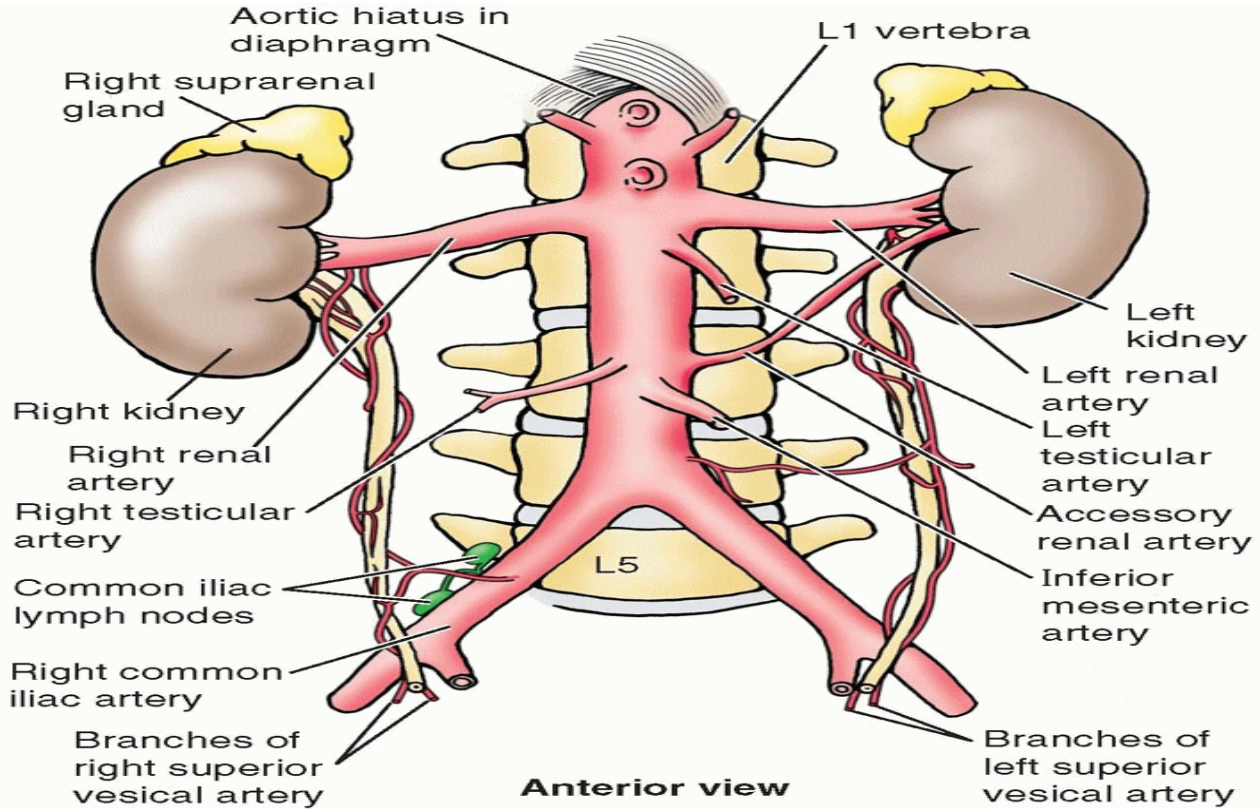 Aortic hiatus in
diaphragm
L1 vertebra
Right suprarenal
gland
Left
kidney
Right kidney
Left renal
artery
Right renal
artery
Left
testicular
artery
Right testicular
artery
Accessory
renal artery
L5
Common iliac
lymph nodes
Inferior
mesenteric
artery
Right common
iliac artery
Branches of
right superior
vesical artery
Anterior view
Branches of
left superior
vesical artery